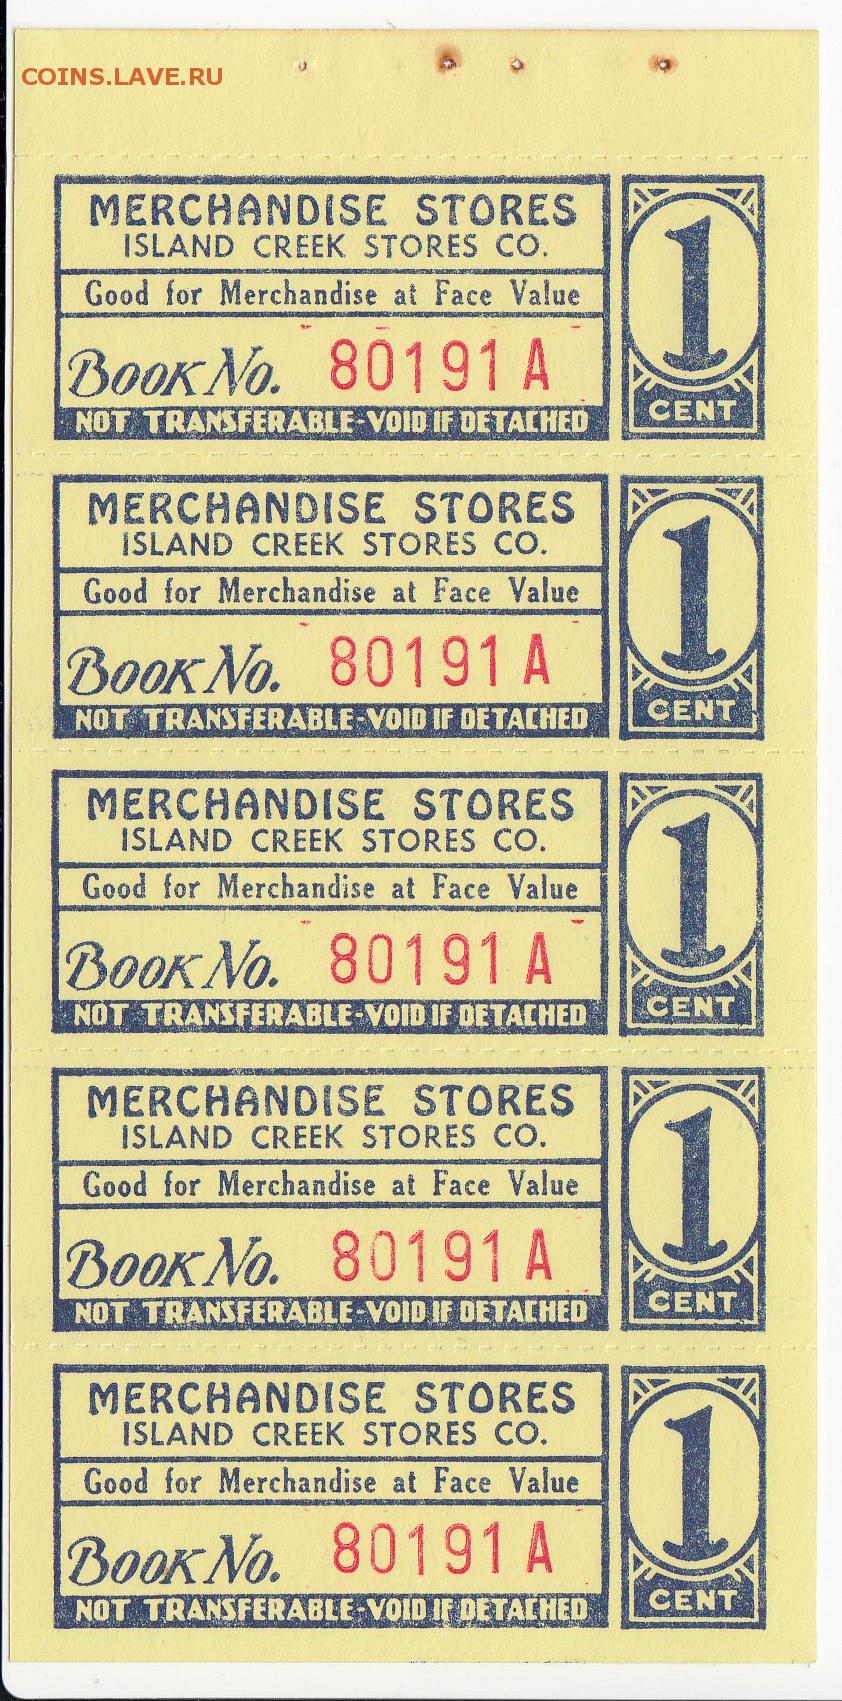 COINS.LAVE.RU
MERCHANDISE STORES
ISLAND CREEK STORES CO.
Good for Merchandise at Face Value
Book No. 80191 A
NOT TRANSFERABLE-VOID IF DETACHED
1
CENT
MERCHANDISE STORES
ISLAND CREEK STORES CO.
Good for Merchandise at Face Value
Book No. 80191 A
NOT TRANSFERABLE-VOID IF DETACHED
1
CENT
MERCHANDISE STORES
ISLAND CREEK STORES CO.
Good for Merchandise at Face Value
Book No. 80191 A
NOT TRANSFERABLE-VOID IF DETACHED
1
CENT
MERCHANDISE STORES
ISLAND CREEK STORES CO.
Good for Merchandise at Face Value
Book No. 80191 A
NOT TRANSFERABLE-VOID IF DETACHED
1
CENT
MERCHANDISE STORES
ISLAND CREEK STORES CO.
Good for Merchandise at Face Value
Book No. 80191 A
NOT TRANSFERABLE-VOID IF DETACHED
1
CENT